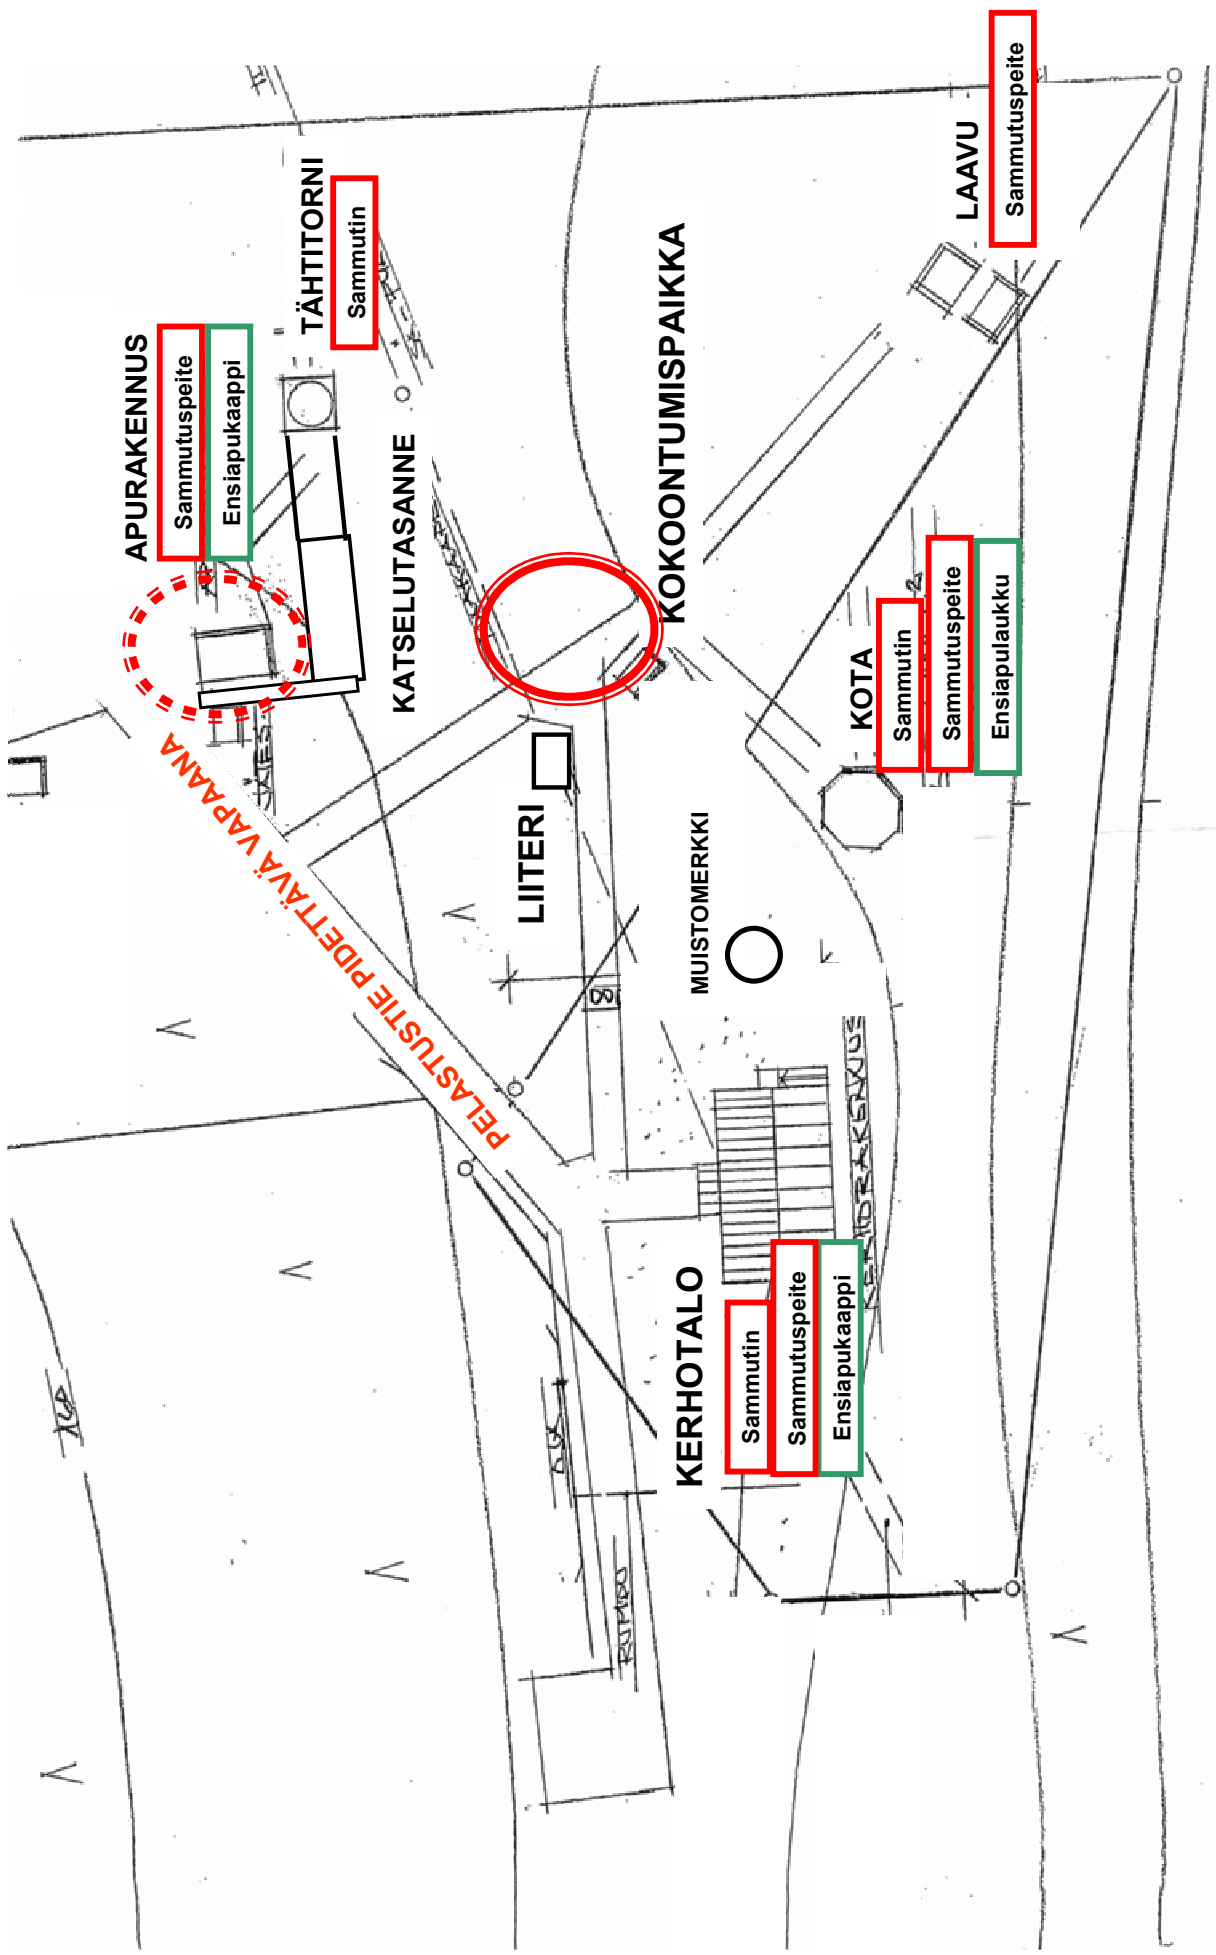 APURAKENNUS
Sammutuspeite
Ensiapukaappi
TÄHTITORNI
Sammutin
KATSELUTASANNE
PELASTUSTIE PIDETTÄVÄ VAPAANA
LIITERI
KOKOONTUMISPAIKKA
LAAVU
Sammutuspeite
KOTA
Sammutin
Sammutuspeite
Ensiapulaukku
MUISTOMERKKI
KERHOTALO
Sammutin
Sammutuspeite
Ensiapukaappi